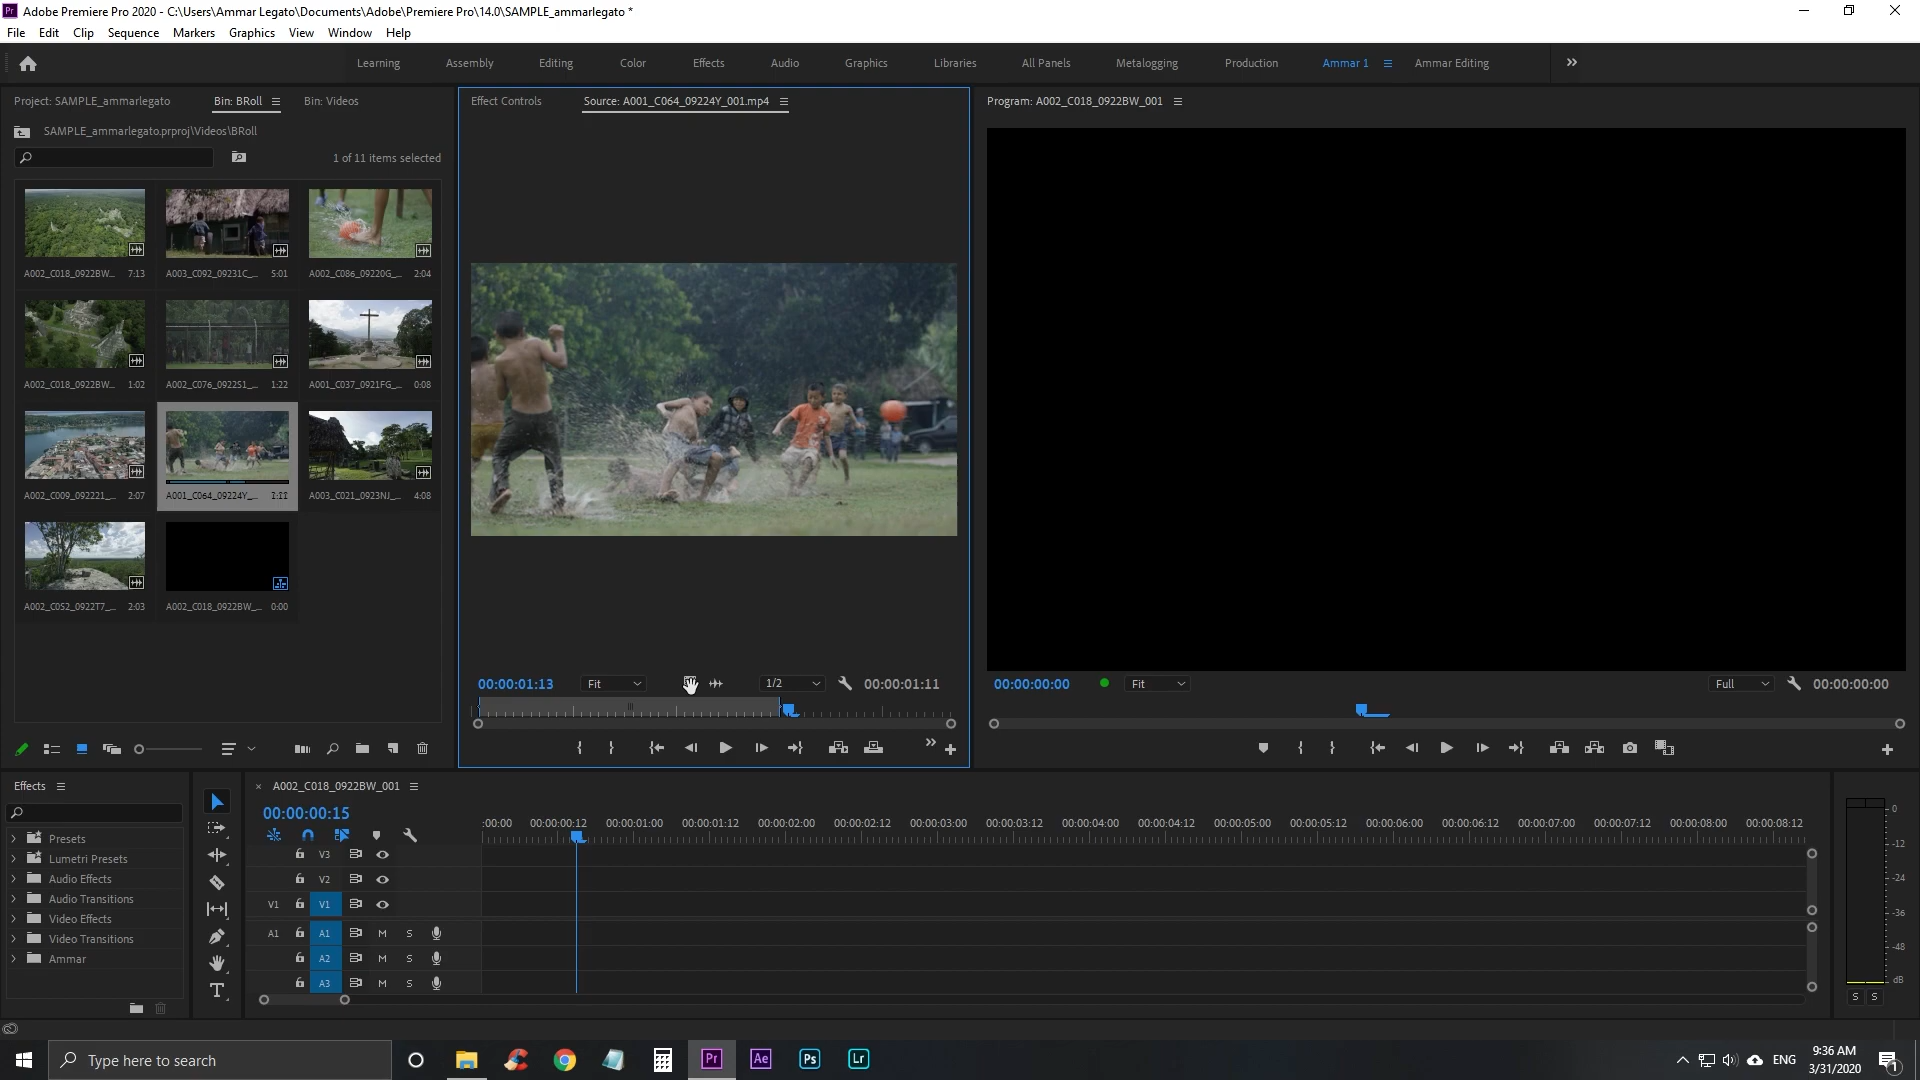 Adobe Premiere Pro 2020 - C:\Users\Ammar Legato\Documents\Adobe\Premiere Pro\14.0\SAMPLE_ammarlegato *
File Edit Clip Sequence Markers Graphics View Window Help
Learning Assembly Editing Color Effects Audio Graphics Libraries All Panels Metalogging Production Ammar 1 Ammar Editing
Project: SAMPLE_ammarlegato Bin: BRoll Bin: Videos
Effect Controls Source: A001_C064_09224Y_001.mp4
Program: A002_C018_0922BW_001
SAMPLE_ammarlegato.prproj\Videos\BRoll
1 of 11 items selected
A002_C018_0922BW... 7:13 A003_C092_09231C_... 5:01 A002_C086_09220G_... 2:04
A002_C018_0922BW... 1:02 A002_C076_0922S1_... 1:22 A001_C037_0921FG_... 0:08
A002_C009_092221_... 2:07 A001_C064_09224Y_... 1:11 A003_C021_0923NJ_... 4:08
A002_C052_0922T7_... 2:03 A002_C018_0922BW_... 0:00
00:00:01:13 Fit 1/2 00:00:01:11
00:00:00:00 Fit Full 00:00:00:00
Effects
A002_C018_0922BW_001
00:00:00:15
:00:00 00:00:00:12 00:00:01:00 00:00:01:12 00:00:02:00 00:00:02:12 00:00:03:00 00:00:03:12 00:00:04:00 00:00:04:12 00:00:05:00 00:00:05:12 00:00:06:00 00:00:06:12 00:00:07:00 00:00:07:12 00:00:08:00 00:00:08:12
Presets
Lumetri Presets
Audio Effects
Audio Transitions
Video Effects
Video Transitions
Ammar
V3
V2
V1 V1
A1 A1 M S
A2 M S
A3 M S
0
-12
-24
-36
-48
dB
S S
Type here to search
Pr Ae Ps Lr
ENG
9:36 AM
3/31/2020
1